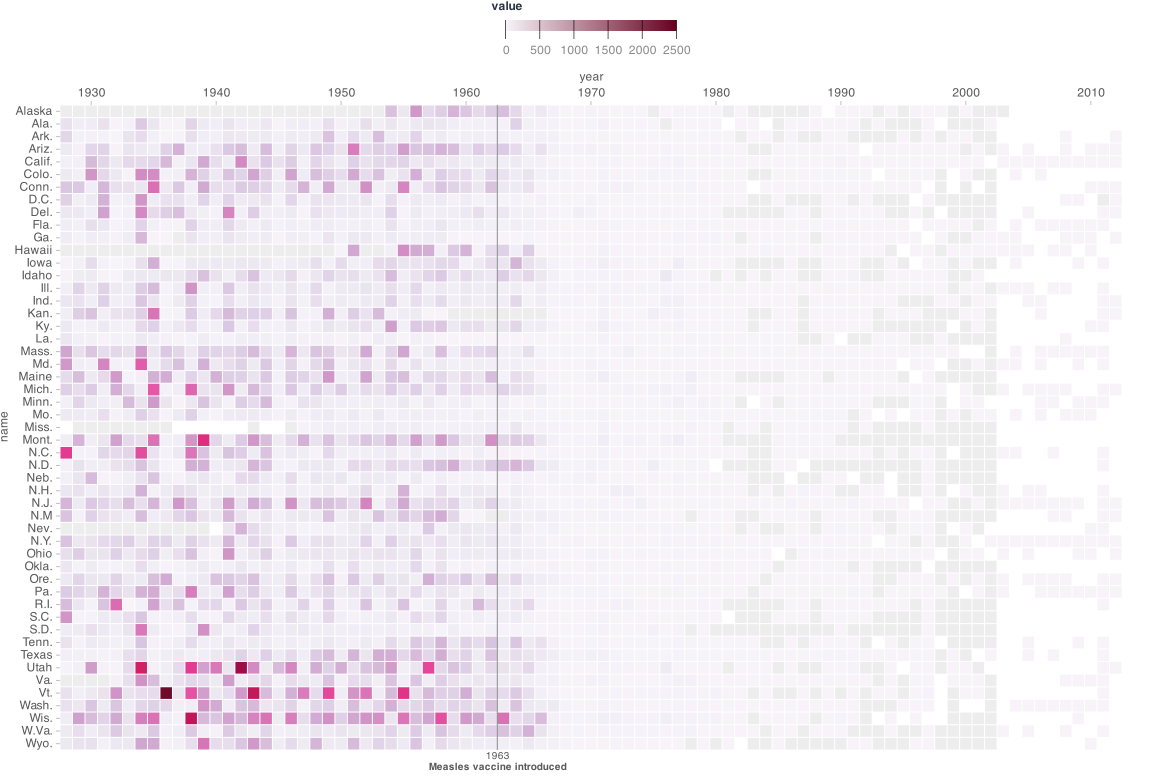 value
0 500 1000 1500 2000 2500
year
1930 1940 1950 1960 1970 1980 1990 2000 2010
Alaska
Ala.
Ark.
Ariz.
Calif.
Colo.
Conn.
D.C.
Del.
Fla.
Ga.
Hawaii
Iowa
Idaho
Ill.
Ind.
Kan.
Ky.
La.
Mass.
Md.
Maine
Mich.
Minn.
Mo.
name
Miss.
Mont.
N.C.
N.D.
Neb.
N.H.
N.J.
N.M
Nev.
N.Y.
Ohio
Okla.
Ore.
Pa.
R.I.
S.C.
S.D.
Tenn.
Texas
Utah
Va.
Vt.
Wash.
Wis.
W.Va.
Wyo.
1963
Measles vaccine introduced